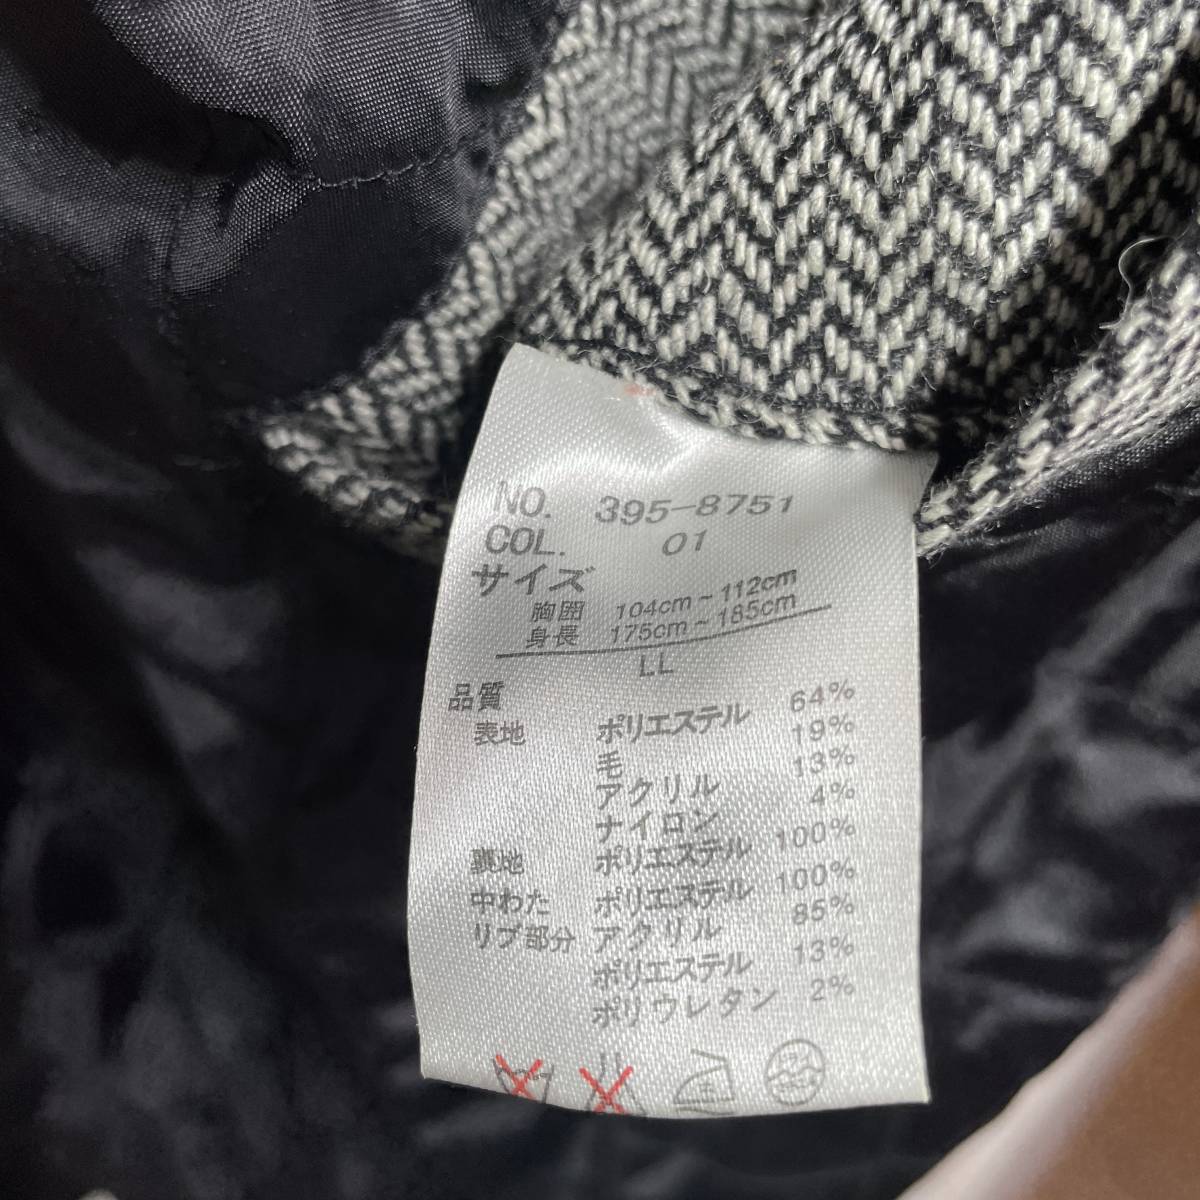 NO. 395-8751
COL. 01
サイズ
胸囲 104cm~112cm
身長 175cm~185cm
LL
品質
表地 ポリエステル 64%
毛 19%
アクリル 13%
ナイロン 4%
裏地 ポリエステル 100%
中わた ポリエステル 100%
リブ部分 アクリル 85%
ポリエステル 13%
ポリウレタン 2%